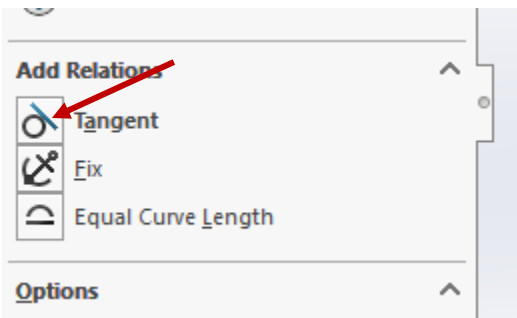 Add Relations
Tangent
Fix
Equal Curve Length
Options